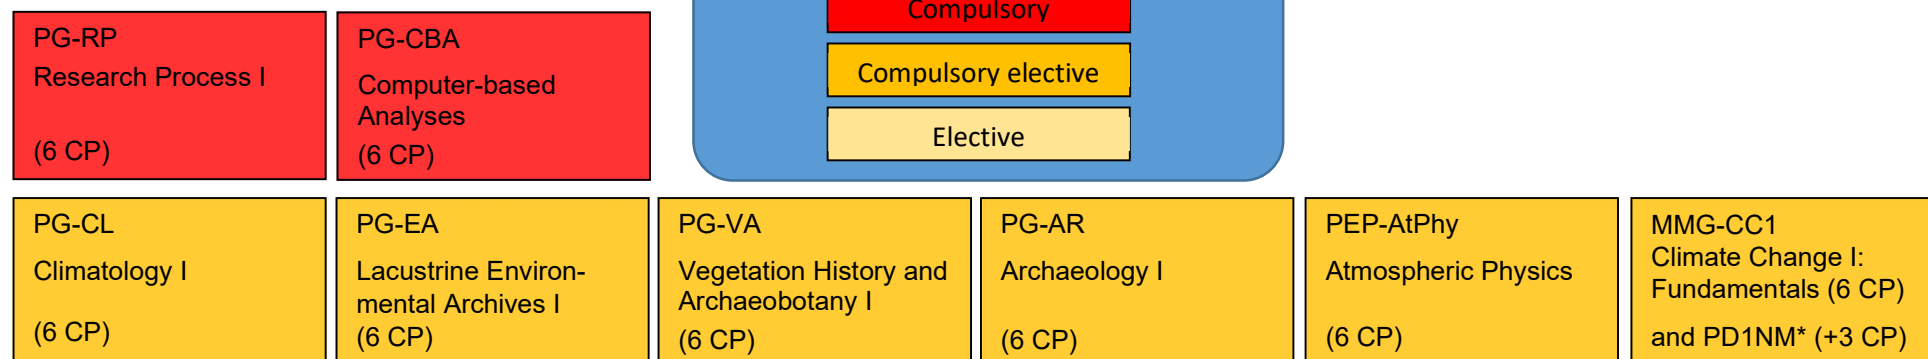 Compulsory
Compulsory elective
Elective
PG-RP
Research Process I
(6 CP)
PG-CBA
Computer-based
Analyses
(6 CP)
PG-CL
Climatology I
(6 CP)
PG-EA
Lacustrine Environ-
mental Archives I
(6 CP)
PG-VA
Vegetation History and
Archaeobotany I
(6 CP)
PG-AR
Archaeology I
(6 CP)
PEP-AtPhy
Atmospheric Physics
(6 CP)
MMG-CC1
Climate Change I:
Fundamentals (6 CP)
and PD1NM* (+3 CP)